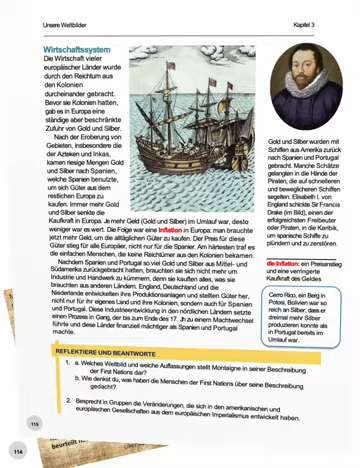 Unsere Weltbilder
Kapitel 3
Wirtschaftssystem
Die Wirtschaft vieler
europäischer Länder wurde
durch den Reichtum aus
den Kolonien
durcheinander gebracht.
Bevor sie Kolonien hatten,
gab es in Europa eine
ständige aber beschränkte
Zufuhr von Gold und Silber.
Nach der Eroberung von
Gebieten, insbesondere die
der Azteken und Inkas,
kamen riesige Mengen Gold
und Silber nach Spanien,
welche Spanien benutzte,
um sich Güter aus dem
restlichen Europa zu
kaufen. Immer mehr Gold
und Silber senkte die
Kaufkraft in Europa. Je mehr Geld (Gold und Silber) im Umlauf war, desto
weniger war es wert. Die Folge war eine Inflation in Europa: man brauchte
jetzt mehr Geld, um die alltäglichen Güter zu kaufen. Der Preis für diese
Güter stieg für alle Europäer, nicht nur für die Spanier. Am härtesten traf es
die einfachen Menschen, die keine Reichtümer aus den Kolonien bekamen.
Nachdem Spanien und Portugal so viel Gold und Silber aus Mittel- und
Südamerika zurückgebracht hatten, brauchten sie sich nicht mehr um
Industrie und Handwerk zu kümmern, denn sie kauften alles, was sie
brauchten aus anderen Ländern. England, Deutschland und die
Niederlande entwickelten ihre Produktionsanlagen und stellten Güter her,
nicht nur für ihr eigenes Land und ihre Kolonien, sondern auch für Spanien
und Portugal. Diese Industrieentwicklung in den nördlichen Ländern setzte
einen Prozess in Gang, der bis zum Ende des 17. Jh zu einem Machtwechsel
führte und diese Länder finanziell mächtiger als Spanien und Portugal
machte.
Gold und Silber wurden mit
Schiffen aus Amerika zurück
nach Spanien und Portugal
gebracht. Manche Schätze
gelangten in die Hände der
Piraten, die auf schnelleren
und beweglicheren Schiffen
segelten. Elisabeth I. von
England schickte Sir Francis
Drake (im Bild), einen der
erfolgreichsten Freibeuter
oder Piraten, in die Karibik,
um spanische Schiffe zu
plündern und zu zerstören.
die Inflation: ein Preisanstieg
und eine verringerte
Kaufkraft des Geldes
Cerro Rico, ein Berg in
Potosi, Bolivien war so
reich an Silber, dass er
dreimal mehr Silber
produzieren konnte als
in Portugal bereits im
Umlauf war.
REFLEKTIERE UND BEANTWORTE
1. a. Welches Weltbild und welche Auffassungen stellt Montaigne in seiner Beschreibung
der First Nations dar?
b. Wie denkst du, was haben die Menschen der First Nations über seine Beschreibung
gedacht?
2. Besprecht in Gruppen die Veränderungen, die sich in den amerikanischen und
europäischen Gesellschaften aus dem europäischen Imperialismus entwickelt haben.
115
114
beurteilt